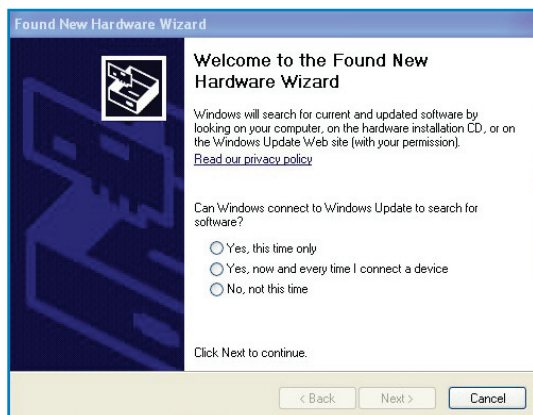 Found New Hardware Wizard
Welcome to the Found New
Hardware Wizard
Windows will search for current and updated software by
looking on your computer, on the hardware installation CD, or on
the Windows Update Web site (with your permission).
Read our privacy policy
Can Windows connect to Windows Update to search for
software?
Yes, this time only
Yes, now and every time I connect a device
No, not this time
Click Next to continue.
< Back Next > Cancel